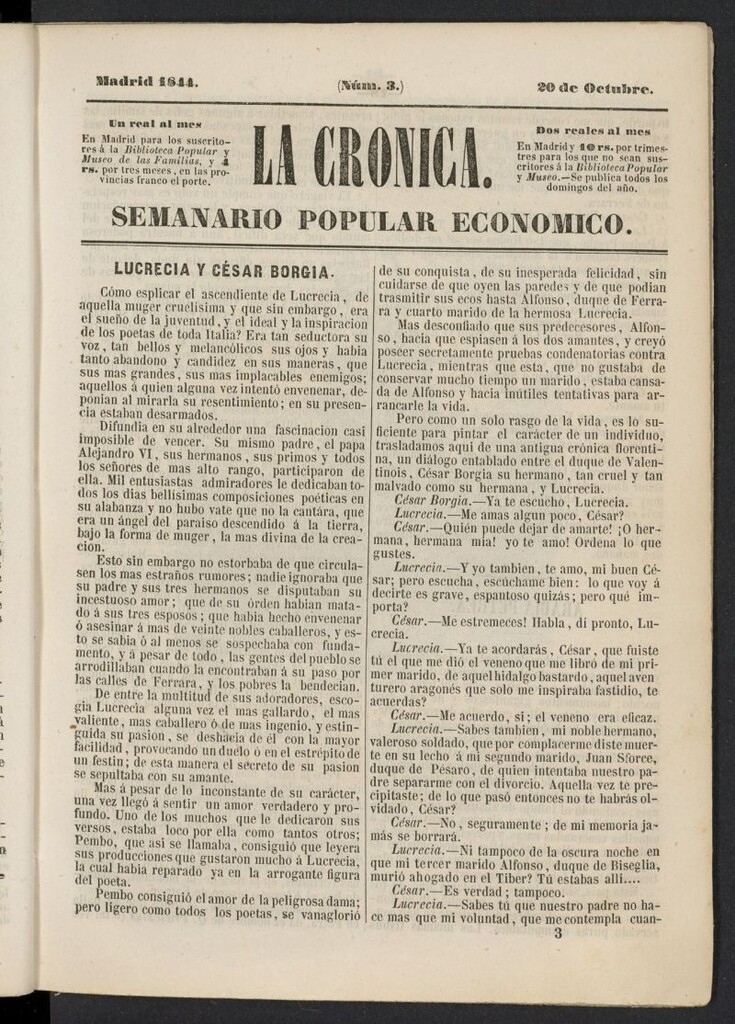 Madrid 1844.
(Núm. 3.)
20 de Octubre.
Un real al mes
En Madrid para los suscrito-
res á la Biblioteca Popular y
Museo de las Familias, y 4
rs. por tres meses, en las pro-
vincias franco el porte.
LA CRONICA.
Dos reales al mes
En Madrid y 10 rs. por trimes-
tres para los que no sean sus-
critores á la Biblioteca Popular
y Museo.—Se publica todos los
domingos del año.
SEMANARIO POPULAR ECONOMICO.
LUCRECIA Y CÉSAR BORGIA.
Cómo esplicar el ascendiente de Lucrecia, de
aquella muger cruelísima y que sin embargo, era
el sueño de la juventud, y el ideal y la inspiracion
de los poetas de toda Italia? Era tan seductora su
voz, tan bellos y melancólicos sus ojos y habia
tanto abandono y candidez en sus maneras, que
sus mas grandes, sus mas implacables enemigos;
aquellos á quien alguna vez intentó envenenar, de-
ponian al mirarla su resentimiento; en su presen-
cia estaban desarmados.
Difundia en su alrededor una fascinacion casi
imposible de vencer. Su mismo padre, el papa
Alejandro VI, sus hermanos, sus primos y todos
los señores de mas alto rango, participaron de
ella. Mil entusiastas admiradores le dedicaban to-
dos los dias bellísimas composiciones poéticas en
su alabanza y no hubo vate que no la cantára, que
era un ángel del paraiso descendido á la tierra,
bajo la forma de muger, la mas divina de la crea-
cion.
Esto sin embargo no estorbaba de que circula-
sen los mas estraños rumores; nadie ignoraba que
su padre y sus tres hermanos se disputaban su
incestuoso amor; que de su órden habian mata-
do á sus tres esposos; que habia hecho envenenar
ó asesinar á mas de veinte nobles caballeros, y es-
to se sabia ó al menos se sospechaba con funda-
mento, y á pesar de todo, las gentes del pueblo se
arrodillaban cuando la encontraban á su paso por
las calles de Ferrara, y los pobres la bendecian.
De entre la multitud de sus adoradores, esco-
gia Lucrecia alguna vez el mas gallardo, el mas
valiente, mas caballero ó de mas ingenio, y estin-
guida su pasion, se deshacia de él con la mayor
facilidad, provocando un duelo ó en el estrépito de
un festin; de esta manera el secreto de su pasion
se sepultaba con su amante.
Mas á pesar de lo inconstante de su carácter,
una vez llegó á sentir un amor verdadero y pro-
fundo. Uno de los muchos que le dedicaron sus
versos, estaba loco por ella como tantos otros;
Pembo, que asi se llamaba, consiguió que leyera
sus producciones que gustaron mucho á Lucrecia,
la cual habia reparado ya en la arrogante figura
del poeta.
Pembo consiguió el amor de la peligrosa dama;
pero ligero como todos los poetas, se vanaglorió
de su conquista, de su inesperada felicidad, sin
cuidarse de que oyen las paredes y de que podian
trasmitir sus ecos hasta Alfonso, duque de Ferra-
ra y cuarto marido de la hermosa Lucrecia.
Mas desconfiado que sus predecesores, Alfon-
so, hacia que espiasen á los dos amantes, y creyó
poseer secretamente pruebas condenatorias contra
Lucrecia, mientras que esta, que no gustaba de
conservar mucho tiempo un marido, estaba cansa-
da de Alfonso y hacia inútiles tentativas para ar-
rancarle la vida.
Pero como un solo rasgo de la vida, es lo su-
ficiente para pintar el carácter de un individuo,
trasladamos aqui de una antigua crónica florenti-
na, un diálogo entablado entre el duque de Valen-
tinois, César Borgia su hermano, tan cruel y tan
malvado como su hermana, y Lucrecia.
César Borgia.—Ya te escucho, Lucrecia.
Lucrecia.—Me amas algun poco, César?
César.—Quién puede dejar de amarte! ¡O her-
mana, hermana mia! yo te amo! Ordena lo que
gustes.
Lucrecia.—Y yo tambien, te amo, mi buen Cé-
sar; pero escucha, escúchame bien: lo que voy á
decirte es grave, espantoso quizás; pero qué im-
porta?
César.—Me estremeces! Habla, di pronto, Lu-
crecia.
Lucrecia.—Ya te acordarás, César, que fuiste
tú el que me dió el veneno que me libró de mi pri-
mer marido, de aquel hidalgo bastardo, aquel aven
turero aragonés que solo me inspiraba fastidio, te
acuerdas?
César.—Me acuerdo, si; el veneno era eficaz.
Lucrecia.—Sabes tambien, mi noble hermano,
valeroso soldado, que por complacerme diste muer-
te en su lecho á mi segundo marido, Juan Sforce,
duque de Pésaro, de quien intentaba nuestro pa-
dre separarme con el divorcio. Aquella vez te pre-
cipitaste; de lo que pasó entonces no te habrás ol-
vidado, César?
César.—No, seguramente; de mi memoria ja-
más se borrará.
Lucrecia.—Ni tampoco de la oscura noche en
que mi tercer marido Alfonso, duque de Biseglia,
murió ahogado en el Tiber? Tú estabas alli....
César.—Es verdad; tampoco.
Lucrecia.—Sabes tú que nuestro padre no ha-
ce mas que mi voluntad, que me contempla cuan-
3